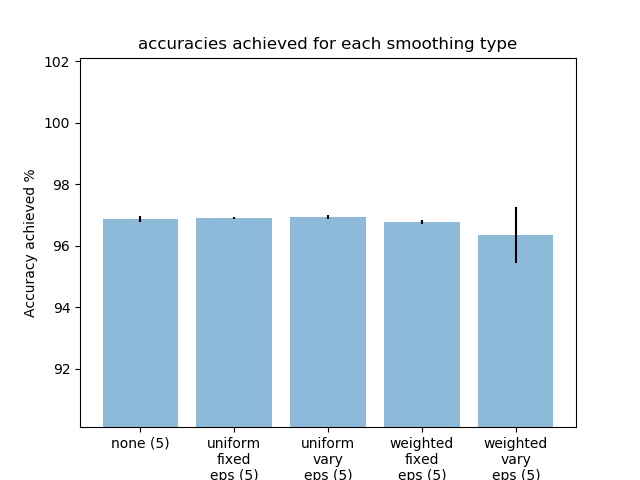 accuracies achieved for each smoothing type
102
100
98
96
94
92
Accuracy achieved %
none (5)
uniform
fixed
eps (5)
uniform
vary
eps (5)
weighted
fixed
eps (5)
weighted
vary
eps (5)